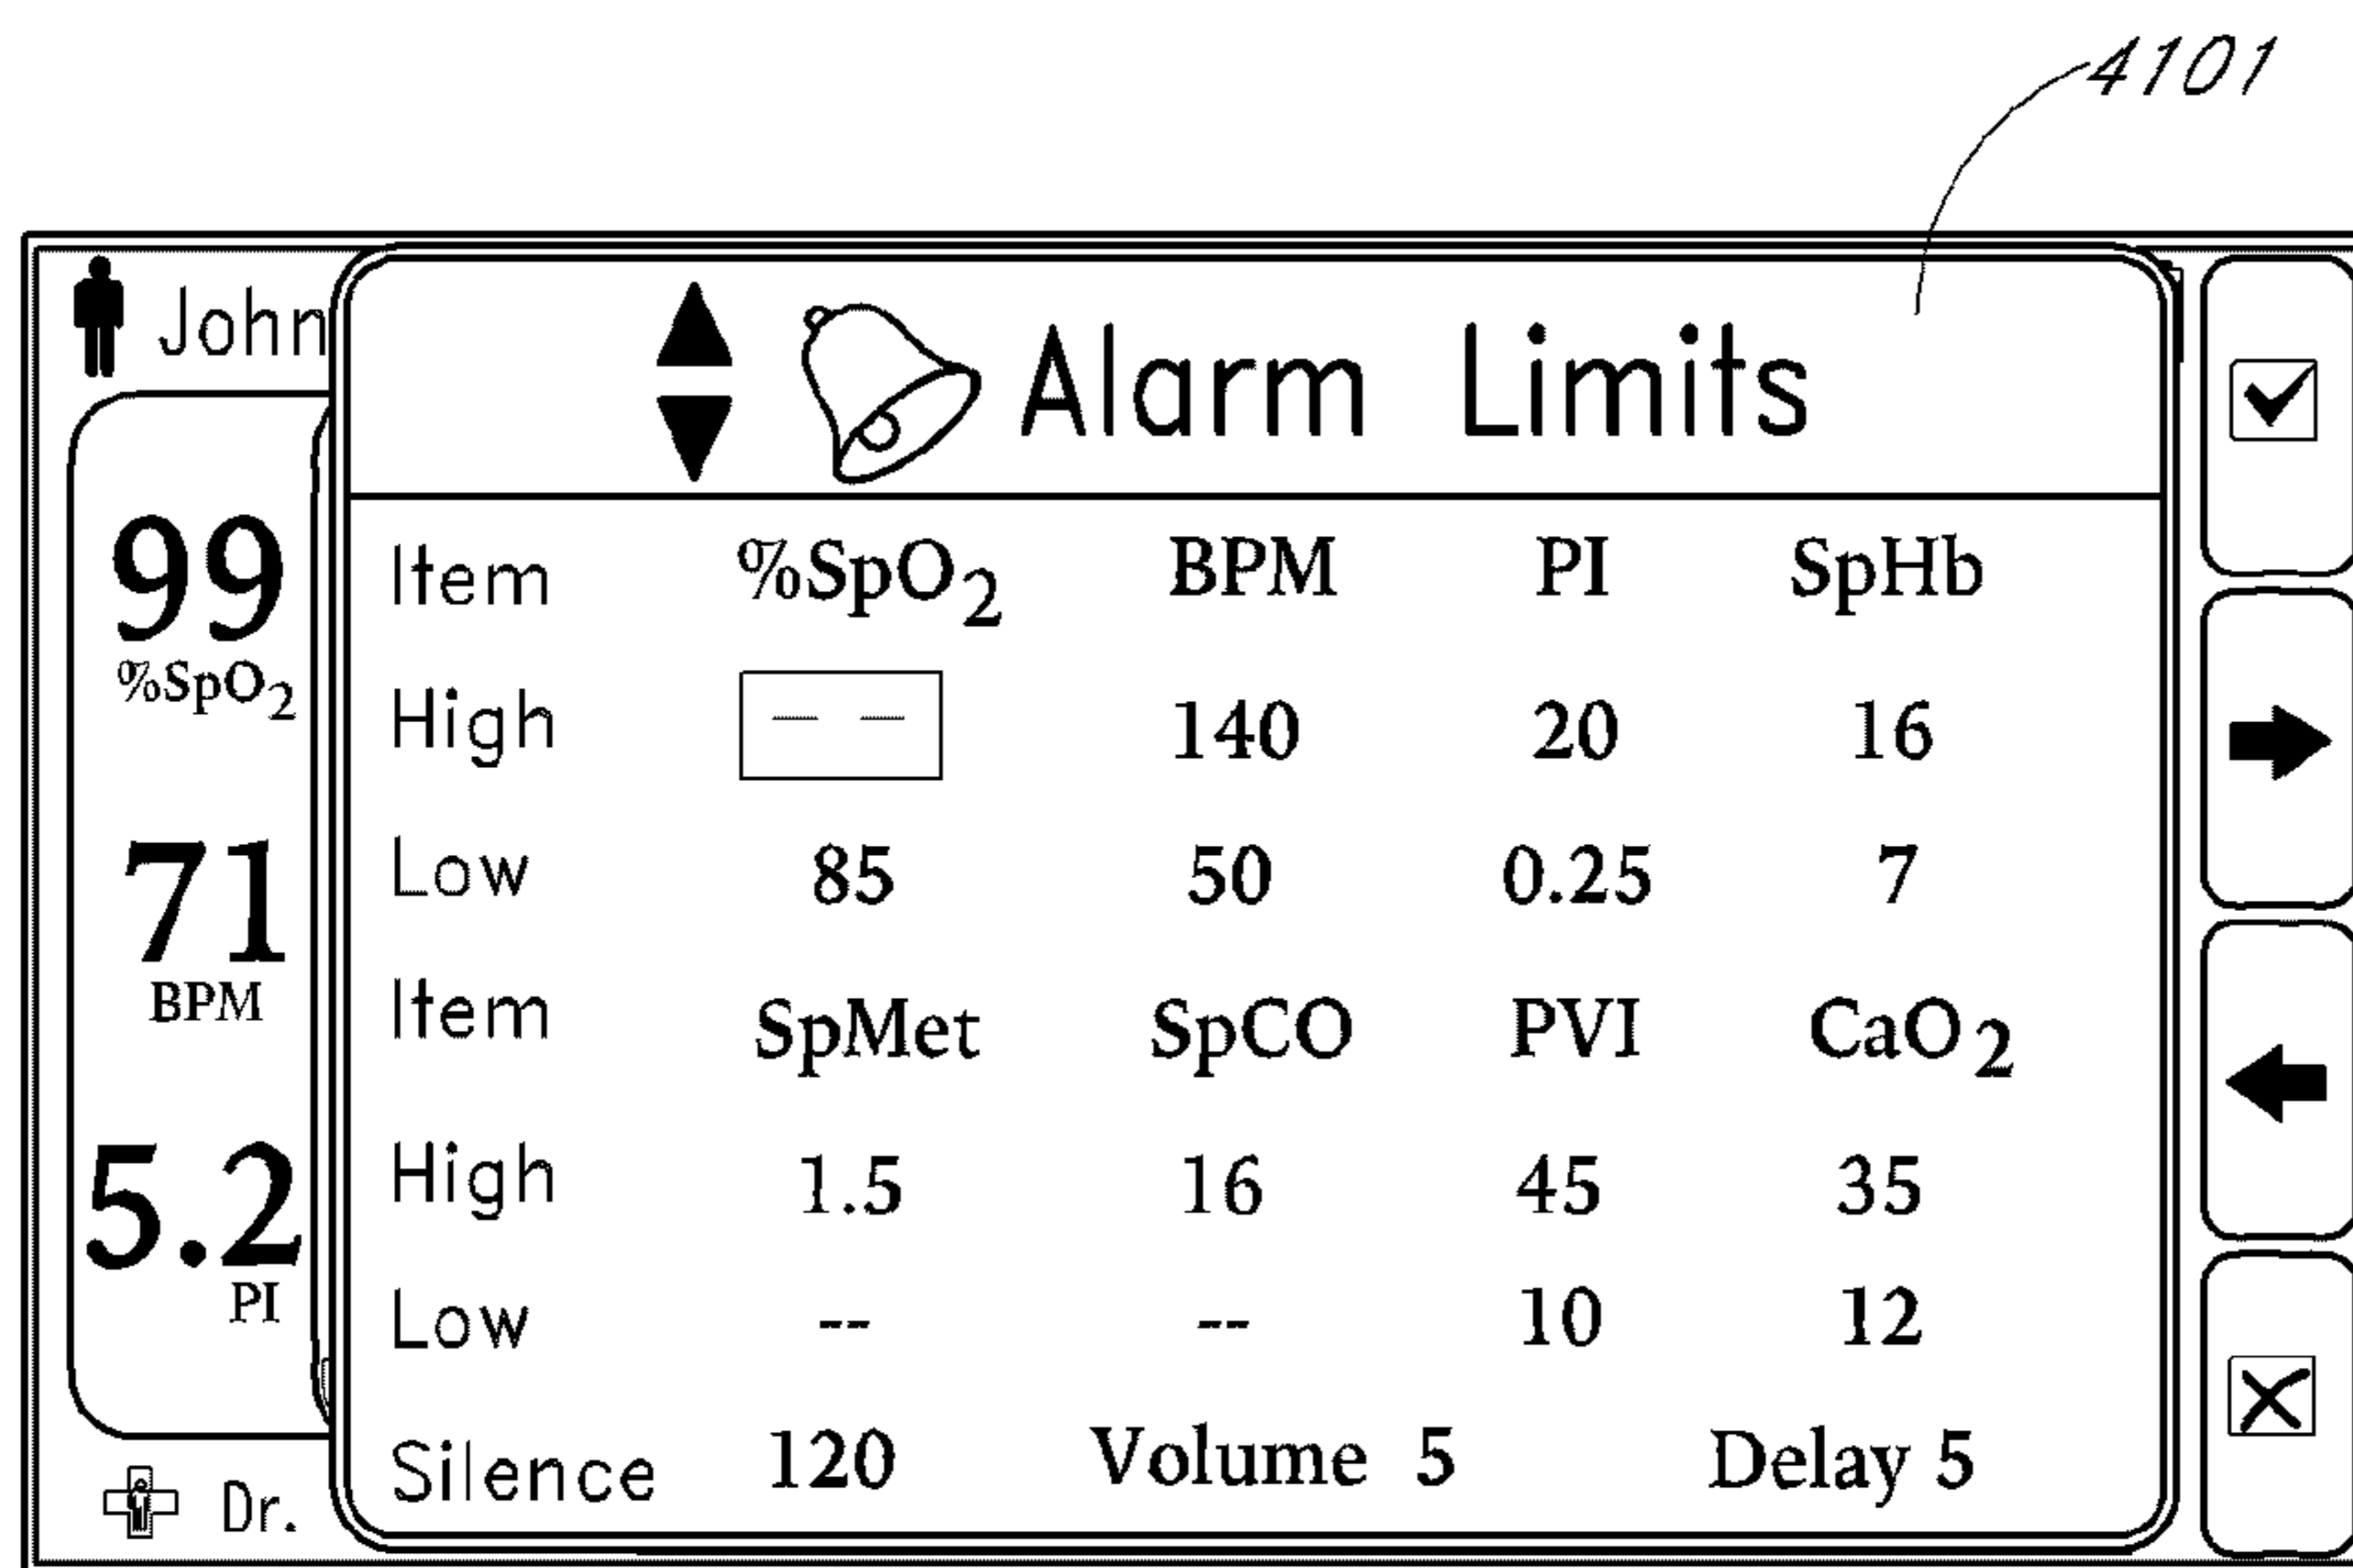 4101
John
Alarm Limits
99
%SpO2
71
BPM
5.2
PI
Dr.
Item %SpO2 BPM PI SpHb
High -- 140 20 16
Low 85 50 0.25 7
Item SpMet SpCO PVI CaO2
High 1.5 16 45 35
Low -- -- 10 12
Silence 120 Volume 5 Delay 5